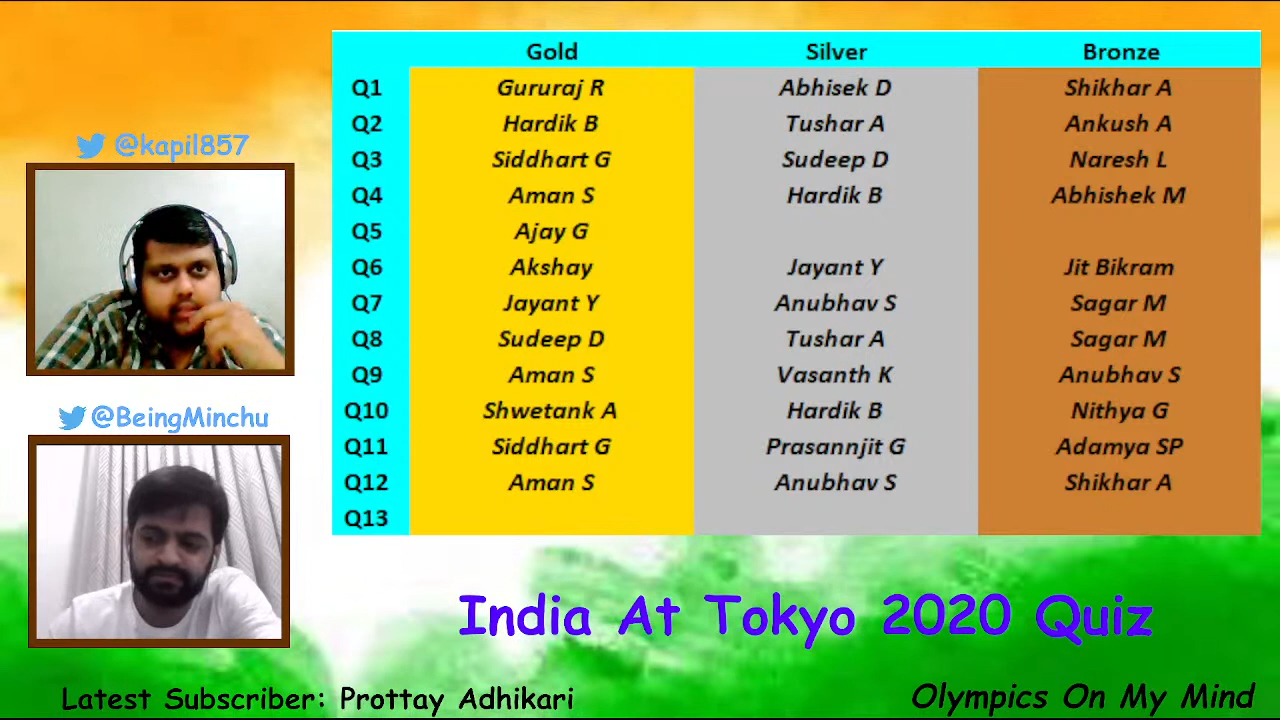 @kapil857
@BeingMinchu
Gold Silver Bronze
Q1 Gururaj R Abhisek D Shikhar A
Q2 Hardik B Tushar A Ankush A
Q3 Siddhart G Sudeep D Naresh L
Q4 Aman S Hardik B Abhishek M
Q5 Ajay G
Q6 Akshay Jayant Y Jit Bikram
Q7 Jayant Y Anubhav S Sagar M
Q8 Sudeep D Tushar A Sagar M
Q9 Aman S Vasanth K Anubhav S
Q10 Shwetank A Hardik B Nithya G
Q11 Siddhart G Prasannjit G Adamya SP
Q12 Aman S Anubhav S Shikhar A
Q13
India At Tokyo 2020 Quiz
Latest Subscriber: Prottay Adhikari
Olympics On My Mind